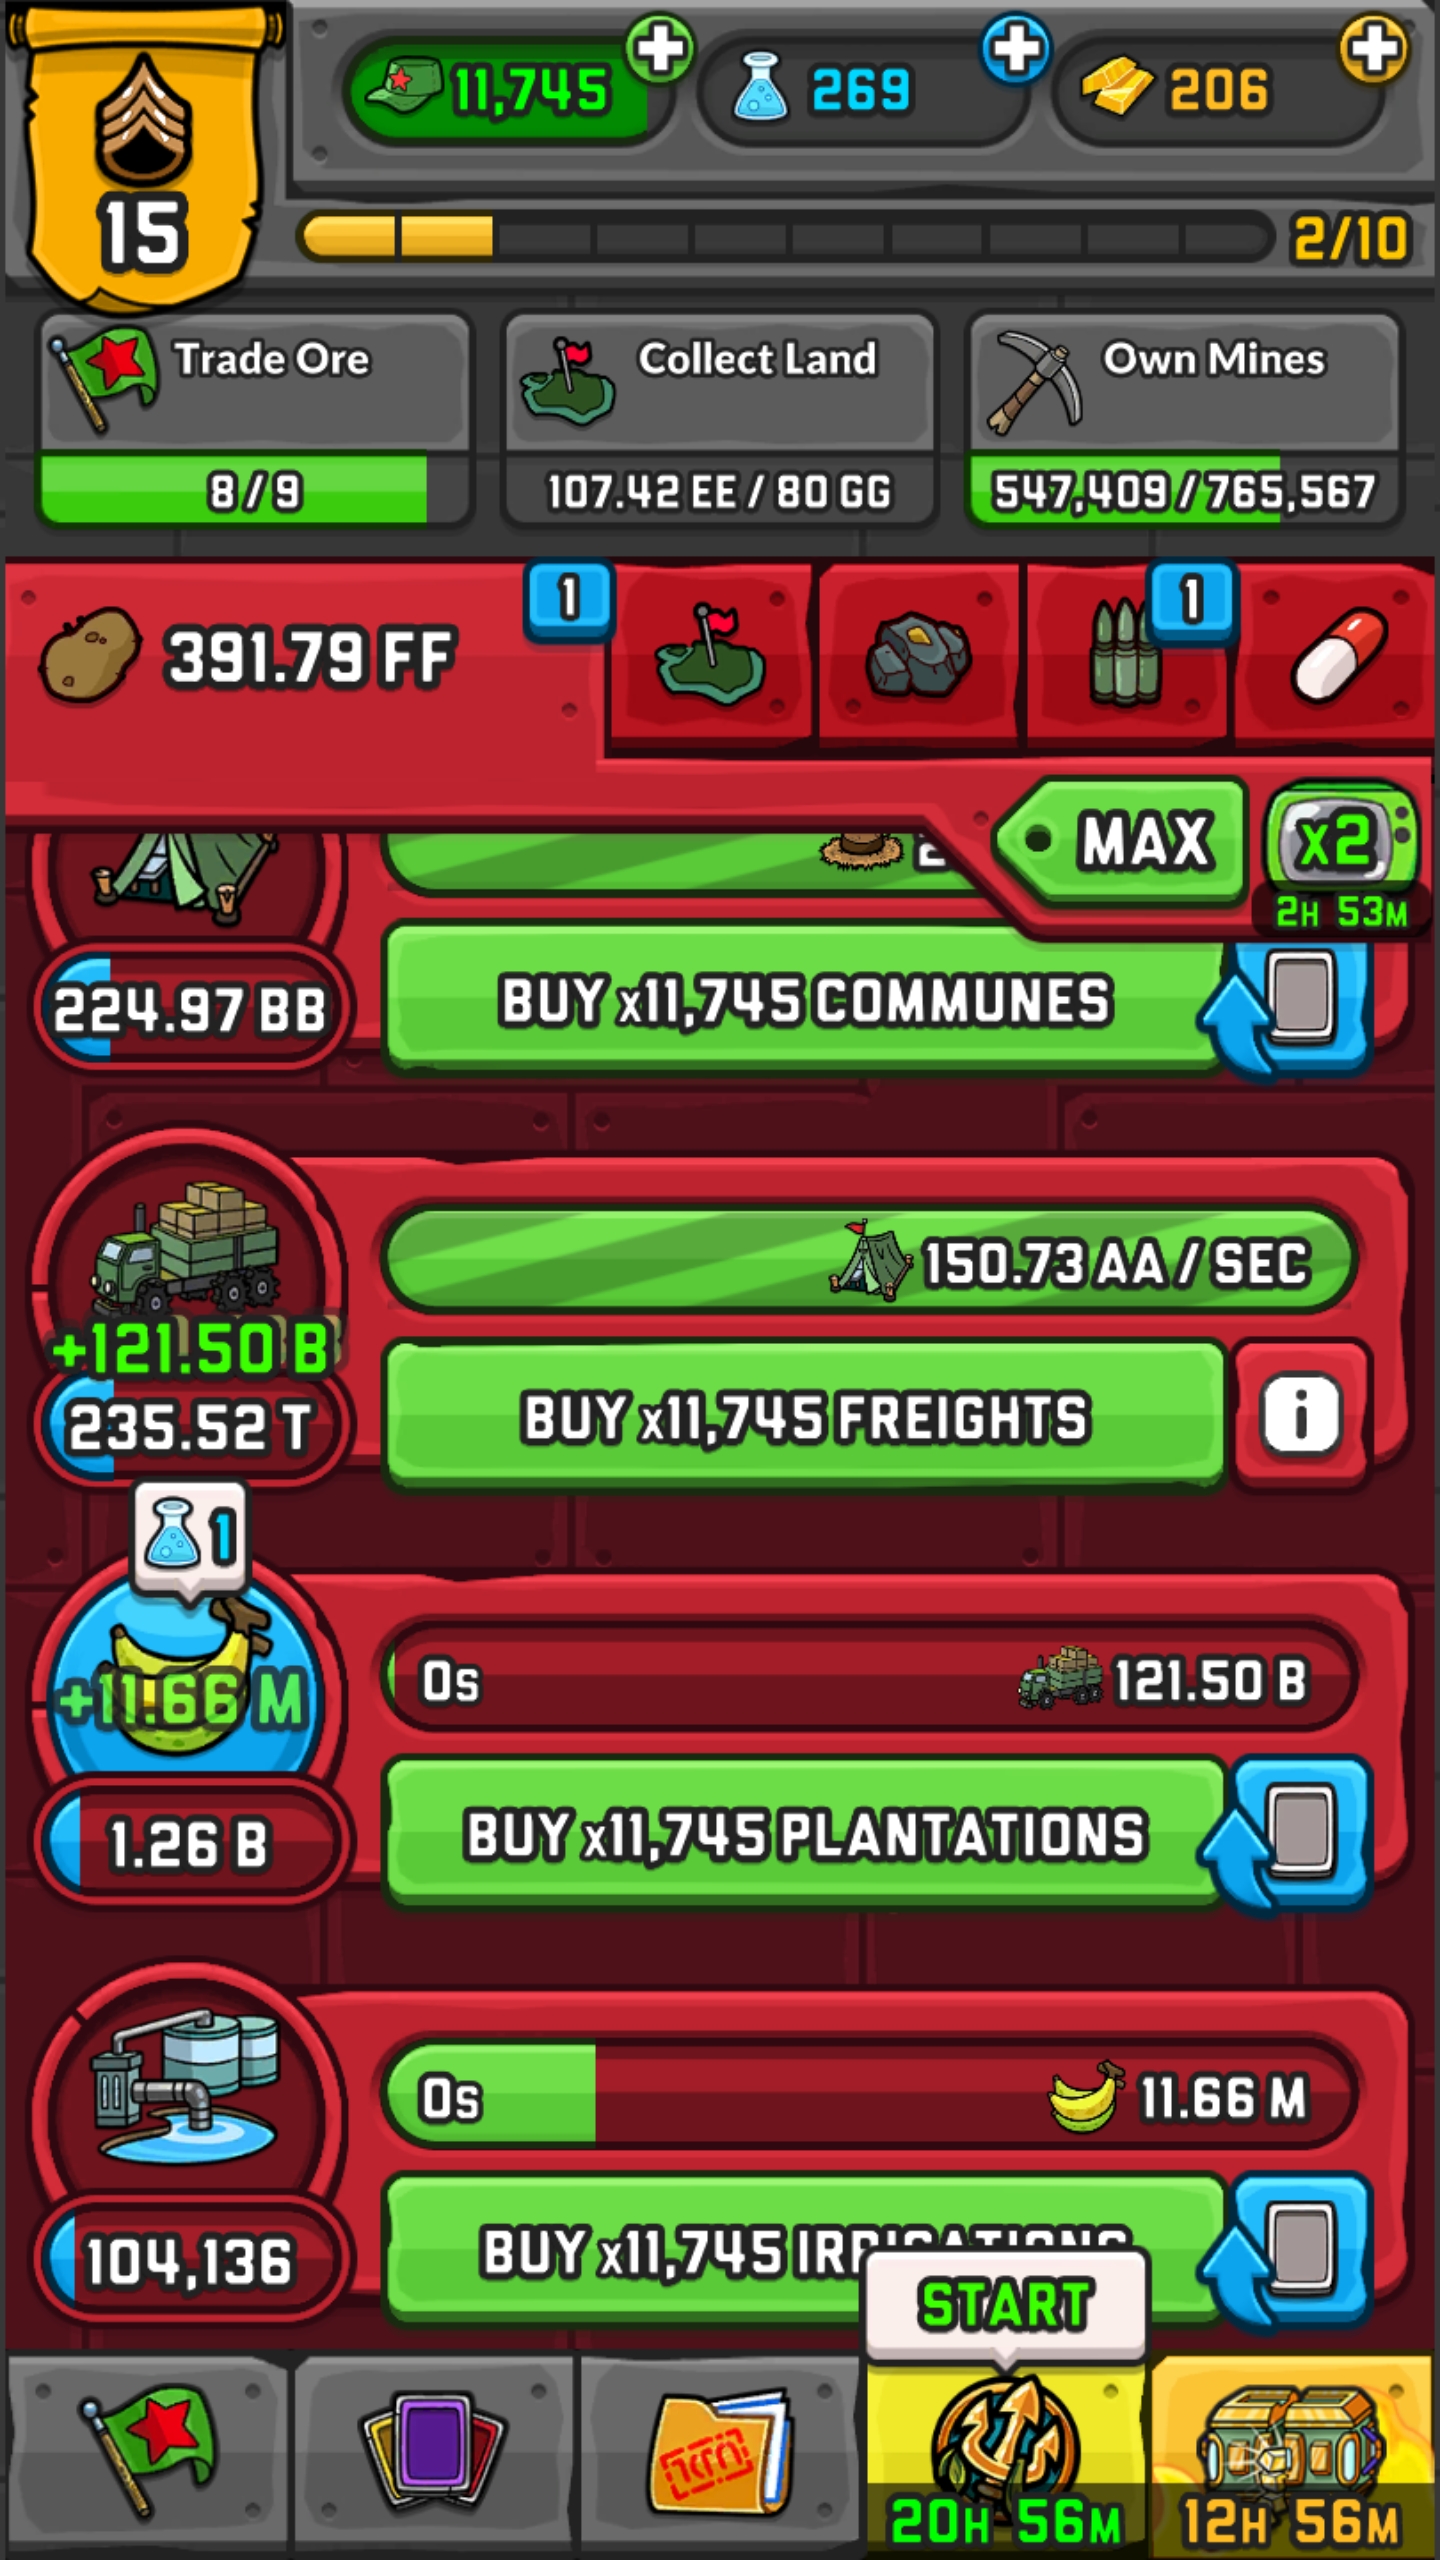 11,745
269
206
15
2/10
Trade Ore
Collect Land
Own Mines
8/9
107.42 EE / 80 GG
547,409/765,567
391.79 FF
1
1
MAX
x2
2H 53M
224.97 BB
BUY x11,745 COMMUNES
150.73 AA / SEC
+121.50 B
235.52 T
BUY x11,745 FREIGHTS
i
1
+11.66 M
0s
121.50 B
1.26 B
BUY x11,745 PLANTATIONS
0s
11.66 M
104,136
BUY x11,745 IRRIGATIONS
START
20H 56M
12H 56M